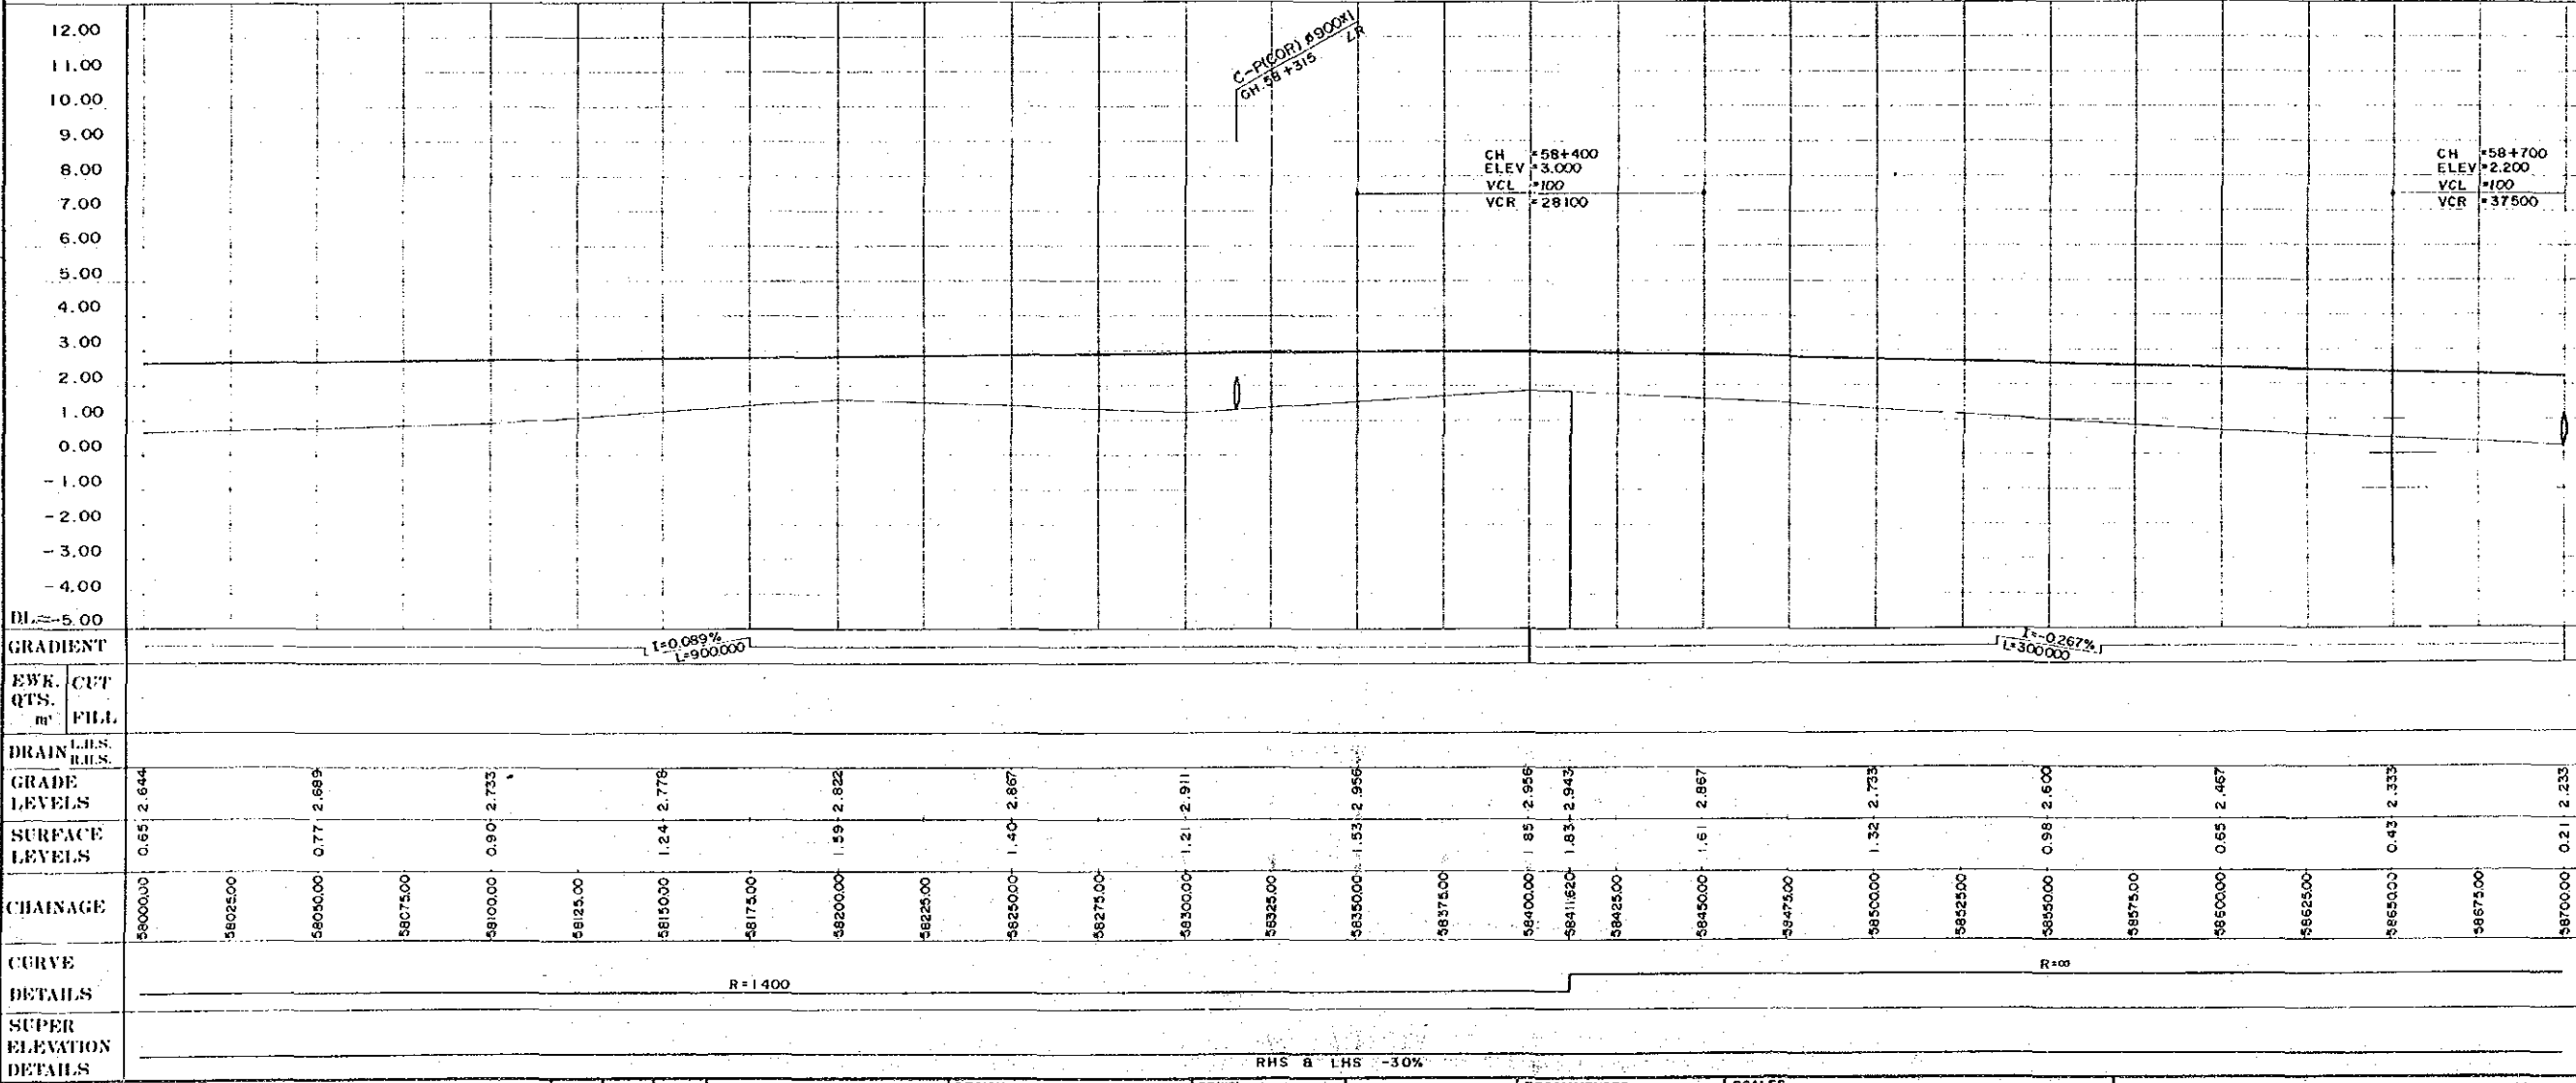 12.00
11.00
10.00
9.00
8.00
7.00
6.00
5.00
4.00
3.00
2.00
1.00
0.00
-1.00
-2.00
-3.00
-4.00
DL=-5.00
C-P(COR) ø900x1
LR
CH.58+315
CH =58+400
ELEV =3.000
VCL =100
VCR =28100
CH =58+700
ELEV =2.200
VCL =100
VCR =37500
GRADIENT
I=0.089%
L=900.000
I=-0.267%
L=300.000
EWK. QTS. m³
CUT
FILL
DRAIN L.H.S. R.H.S.
GRADE LEVELS
2.644 2.689 2.733 2.778 2.822 2.867 2.911 2.956 2.956 2.943 2.867 2.733 2.600 2.467 2.333 2.233
SURFACE LEVELS
0.65 0.77 0.90 1.24 1.59 1.40 1.21 1.53 1.85 1.83 1.61 1.32 0.98 0.65 0.43 0.21
CHAINAGE
58000.00 58025.00 58050.00 58075.00 58100.00 58125.00 58150.00 58175.00 58200.00 58225.00 58250.00 58275.00 58300.00 58325.00 58350.00 58375.00 58400.00 58411.620 58425.00 58450.00 58475.00 58500.00 58525.00 58550.00 58575.00 58600.00 58625.00 58650.00 58675.00 58700.00
CURVE DETAILS
R=1400
R=∞
SUPER ELEVATION DETAILS
RHS & LHS -30%